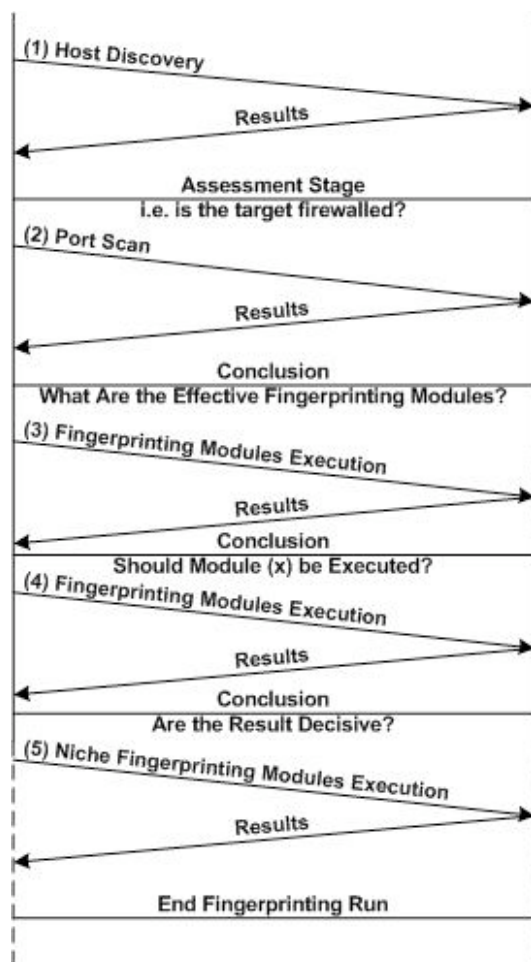 (1) Host Discovery
Results
Assessment Stage
i.e. is the target firewalled?
(2) Port Scan
Results
Conclusion
What Are the Effective Fingerprinting Modules?
(3) Fingerprinting Modules Execution
Results
Conclusion
Should Module (x) be Executed?
(4) Fingerprinting Modules Execution
Results
Conclusion
Are the Result Decisive?
(5) Niche Fingerprinting Modules Execution
Results
End Fingerprinting Run